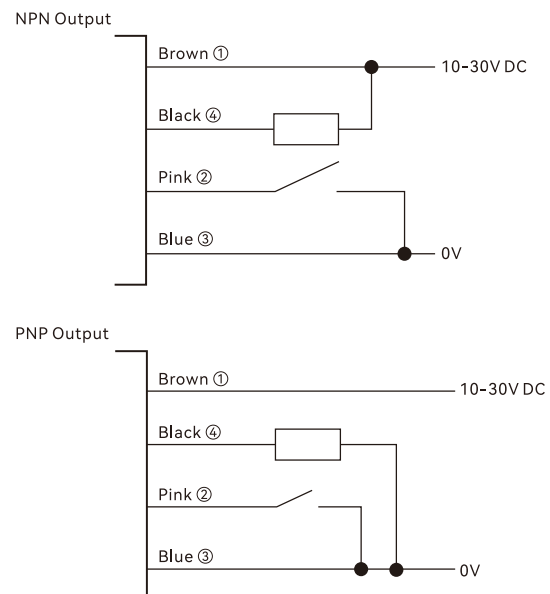 NPN Output
Brown ①
10-30V DC
Black ④
Pink ②
Blue ③
0V
PNP Output
Brown ①
10-30V DC
Black ④
Pink ②
Blue ③
0V